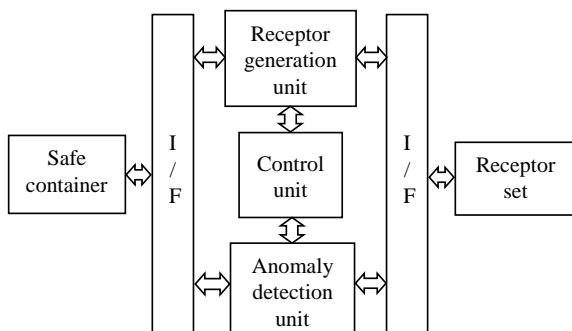 Receptor
generation
unit
I
/
F
I
/
F
Safe
container
Control
unit
Receptor
set
Anomaly
detection
unit